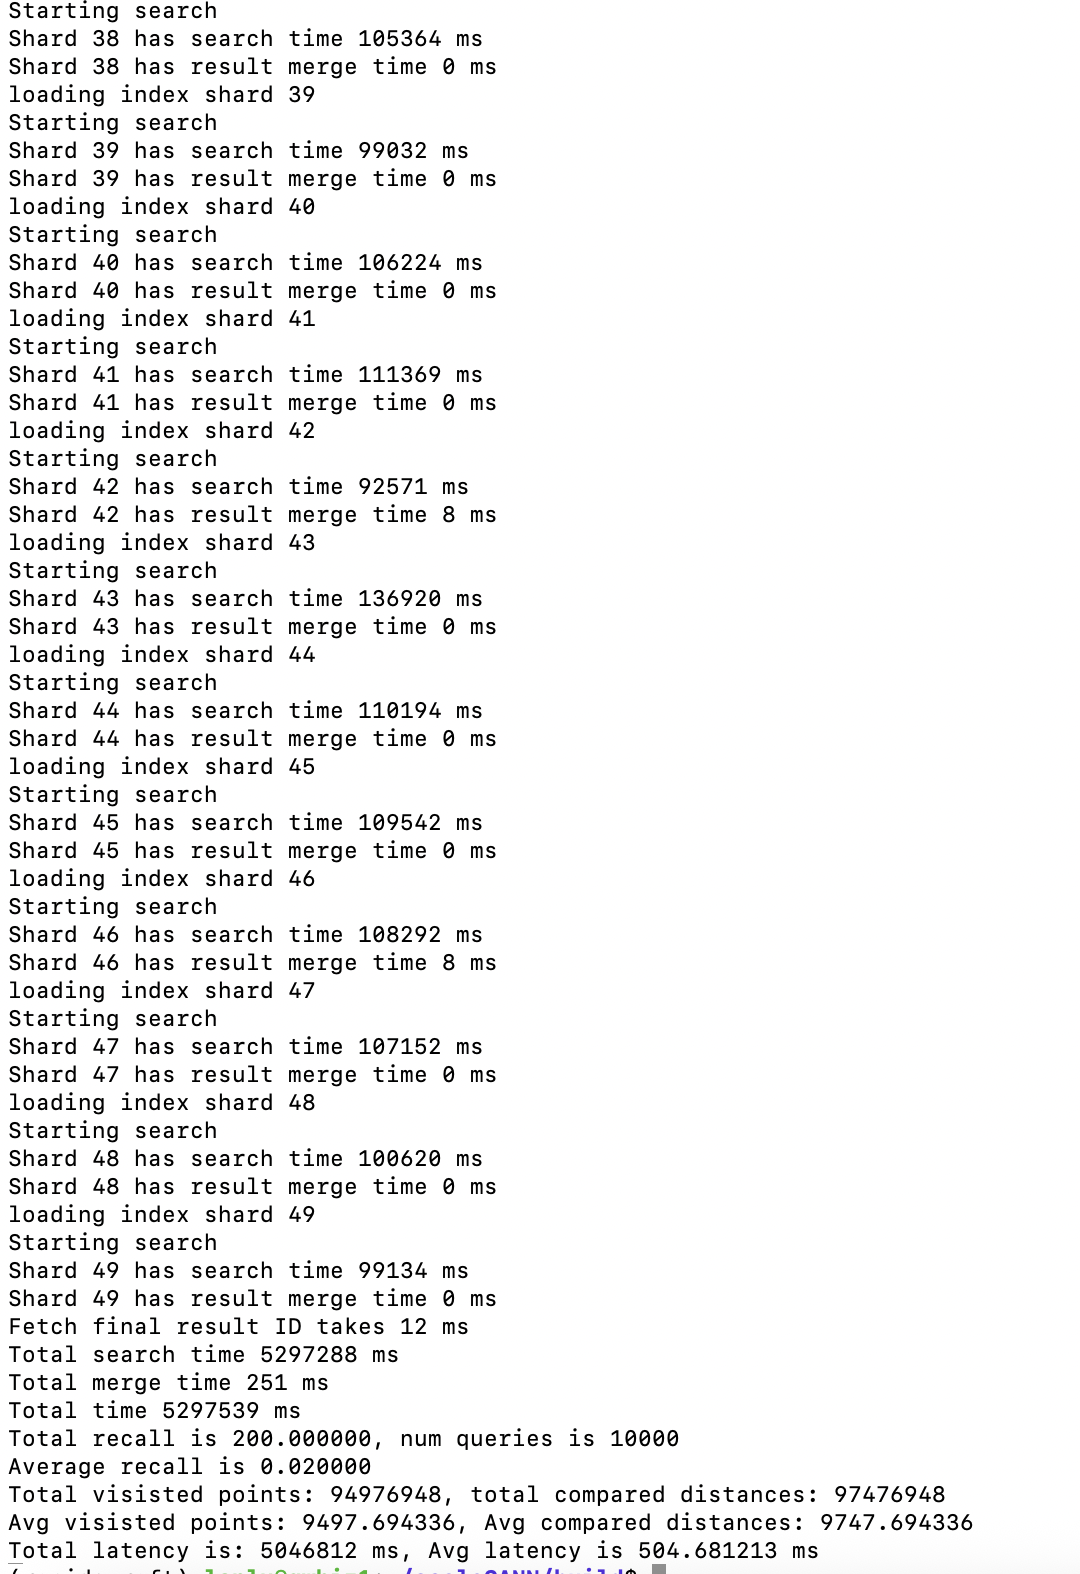 Starting search
Shard 38 has search time 105364 ms
Shard 38 has result merge time 0 ms
loading index shard 39
Starting search
Shard 39 has search time 99032 ms
Shard 39 has result merge time 0 ms
loading index shard 40
Starting search
Shard 40 has search time 106224 ms
Shard 40 has result merge time 0 ms
loading index shard 41
Starting search
Shard 41 has search time 111369 ms
Shard 41 has result merge time 0 ms
loading index shard 42
Starting search
Shard 42 has search time 92571 ms
Shard 42 has result merge time 8 ms
loading index shard 43
Starting search
Shard 43 has search time 136920 ms
Shard 43 has result merge time 0 ms
loading index shard 44
Starting search
Shard 44 has search time 110194 ms
Shard 44 has result merge time 0 ms
loading index shard 45
Starting search
Shard 45 has search time 109542 ms
Shard 45 has result merge time 0 ms
loading index shard 46
Starting search
Shard 46 has search time 108292 ms
Shard 46 has result merge time 8 ms
loading index shard 47
Starting search
Shard 47 has search time 107152 ms
Shard 47 has result merge time 0 ms
loading index shard 48
Starting search
Shard 48 has search time 100620 ms
Shard 48 has result merge time 0 ms
loading index shard 49
Starting search
Shard 49 has search time 99134 ms
Shard 49 has result merge time 0 ms
Fetch final result ID takes 12 ms
Total search time 5297288 ms
Total merge time 251 ms
Total time 5297539 ms
Total recall is 200.000000, num queries is 10000
Average recall is 0.020000
Total visisted points: 94976948, total compared distances: 97476948
Avg visisted points: 9497.694336, Avg compared distances: 9747.694336
Total latency is: 5046812 ms, Avg latency is 504.681213 ms